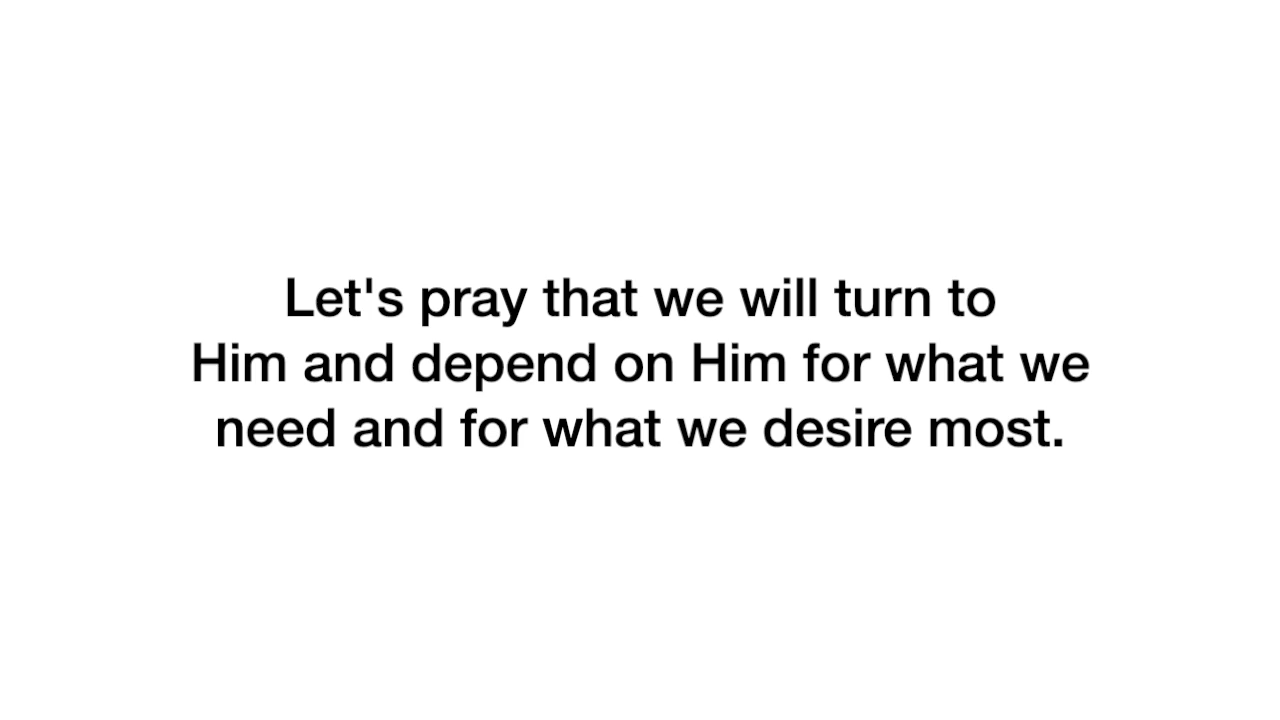 Let's pray that we will turn to
Him and depend on Him for what we
need and for what we desire most.